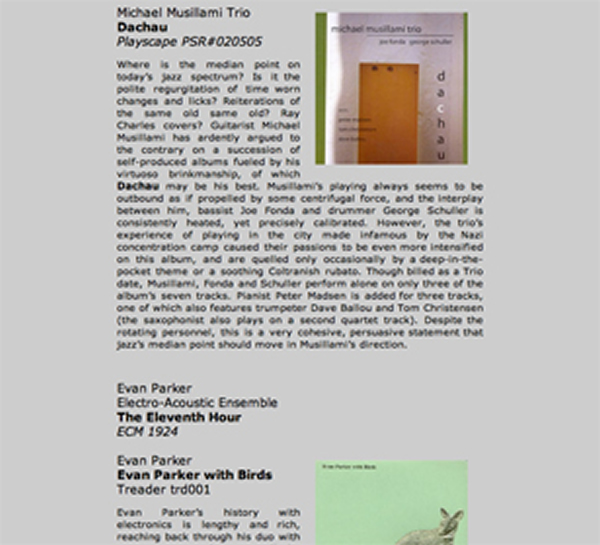 Michael Musillami Trio
Dachau
Playscape PSR#020505
michael musillami trio
joe fonda george schuller
d
a
c
h
a
u
Where is the median point on
today's jazz spectrum? Is it the
polite regurgitation of time worn
changes and licks? Reiterations of
the same old same old? Ray
Charles covers? Guitarist Michael
Musillami has ardently argued to
the contrary on a succession of
self-produced albums fueled by his
virtuoso brinkmanship, of which
Dachau may be his best. Musillami's playing always seems to be
outbound as if propelled by some centrifugal force, and the interplay
between him, bassist Joe Fonda and drummer George Schuller is
consistently heated, yet precisely calibrated. However, the trio's
experience of playing in the city made infamous by the Nazi
concentration camp caused their passions to be even more intensified
on this album, and are quelled only occasionally by a deep-in-the-
pocket theme or a soothing Coltranish rubato. Though billed as a Trio
date, Musillami, Fonda and Schuller perform alone on only three of the
album's seven tracks. Pianist Peter Madsen is added for three tracks,
one of which also features trumpeter Dave Ballou and Tom Christensen
(the saxophonist also plays on a second quartet track). Despite the
rotating personnel, this is a very cohesive, persuasive statement that
jazz's median point should move in Musillami's direction.
Evan Parker
Electro-Acoustic Ensemble
The Eleventh Hour
ECM 1924
Evan Parker
Evan Parker with Birds
Treader trd001
Evan Parker with Birds
Evan Parker's history with
electronics is lengthy and rich,
reaching back through his duo with